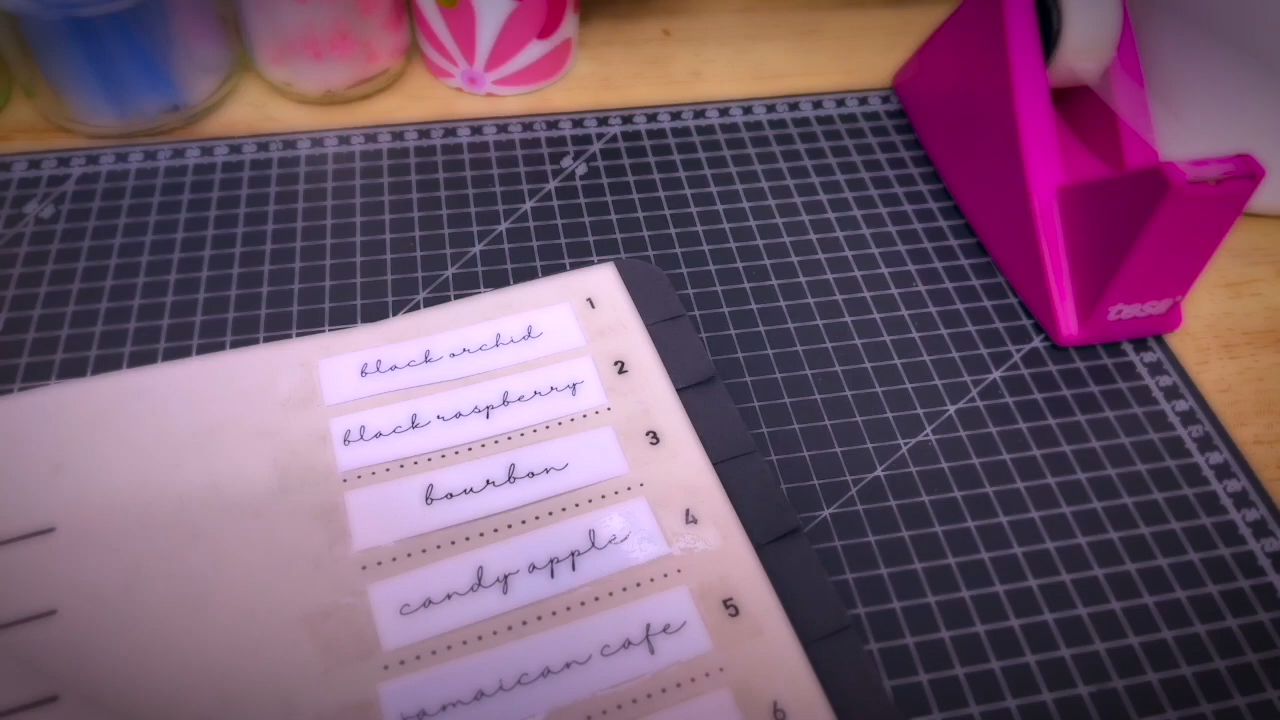 1
black orchid
2
black raspberry
3
bourbon
4
candy apple
5
jamaican cafe
6
tesa